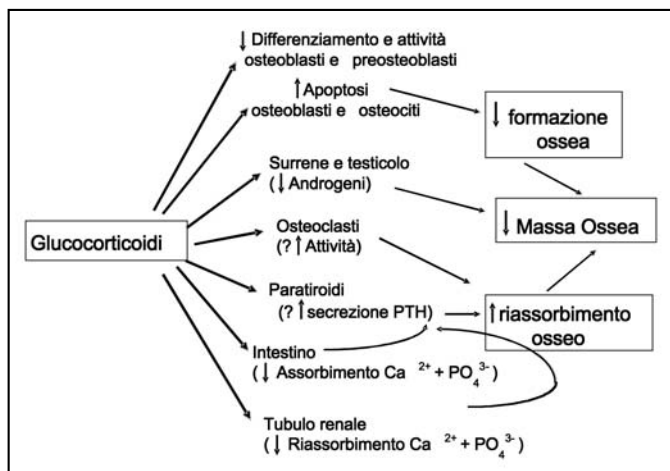 ↓ Differenziamento e attività
osteoblasti e preosteoblasti
↑ Apoptosi
osteoblasti e osteociti
↓ formazione
ossea
Surrene e testicolo
(↓ Androgeni)
↓ Massa Ossea
Glucocorticoidi
Osteoclasti
(? ↑ Attività)
Paratiroidi
(? ↑ secrezione PTH)
↑ riassorbimento
osseo
Intestino
(↓ Assorbimento Ca 2+ + PO4 3-)
Tubulo renale
(↓ Riassorbimento Ca 2+ + PO4 3-)